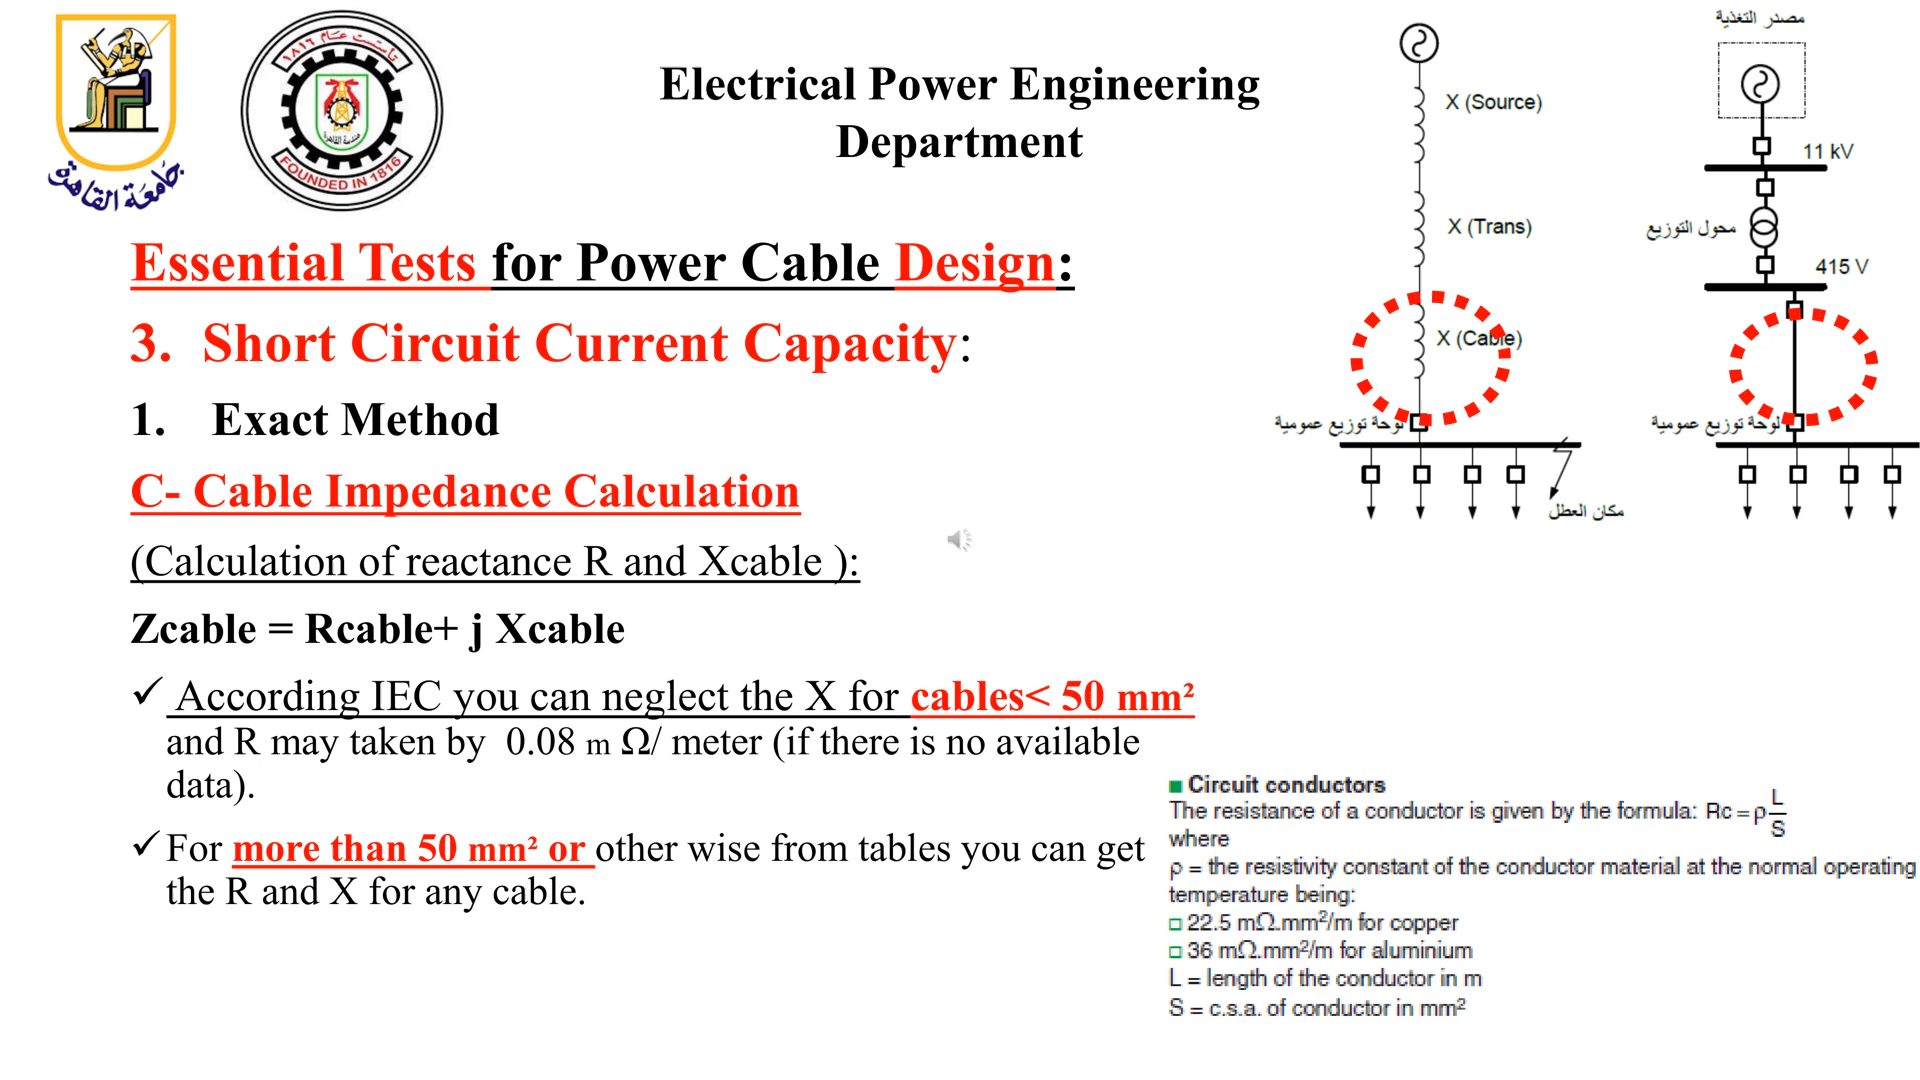 جامعة القاهرة
تأسست عام ١٨١٦
هندسة القاهرة
FOUNDED IN 1816
Electrical Power Engineering
Department
Essential Tests for Power Cable Design:
3. Short Circuit Current Capacity:
1. Exact Method
C- Cable Impedance Calculation
(Calculation of reactance R and Xcable ):
Zcable = Rcable+ j Xcable
✓ According IEC you can neglect the X for cables< 50 mm²
and R may taken by 0.08 m Ω/ meter (if there is no available
data).
✓ For more than 50 mm² or other wise from tables you can get
the R and X for any cable.
X (Source)
X (Trans)
X (Cable)
لوحة توزيع عمومية
مكان العطل
مصدر التغذية
11 kV
محول التوزيع
415 V
لوحة توزيع عمومية
■ Circuit conductors
The resistance of a conductor is given by the formula: Rc = ρ L/S
where
ρ = the resistivity constant of the conductor material at the normal operating
temperature being:
□ 22.5 mΩ.mm²/m for copper
□ 36 mΩ.mm²/m for aluminium
L = length of the conductor in m
S = c.s.a. of conductor in mm²